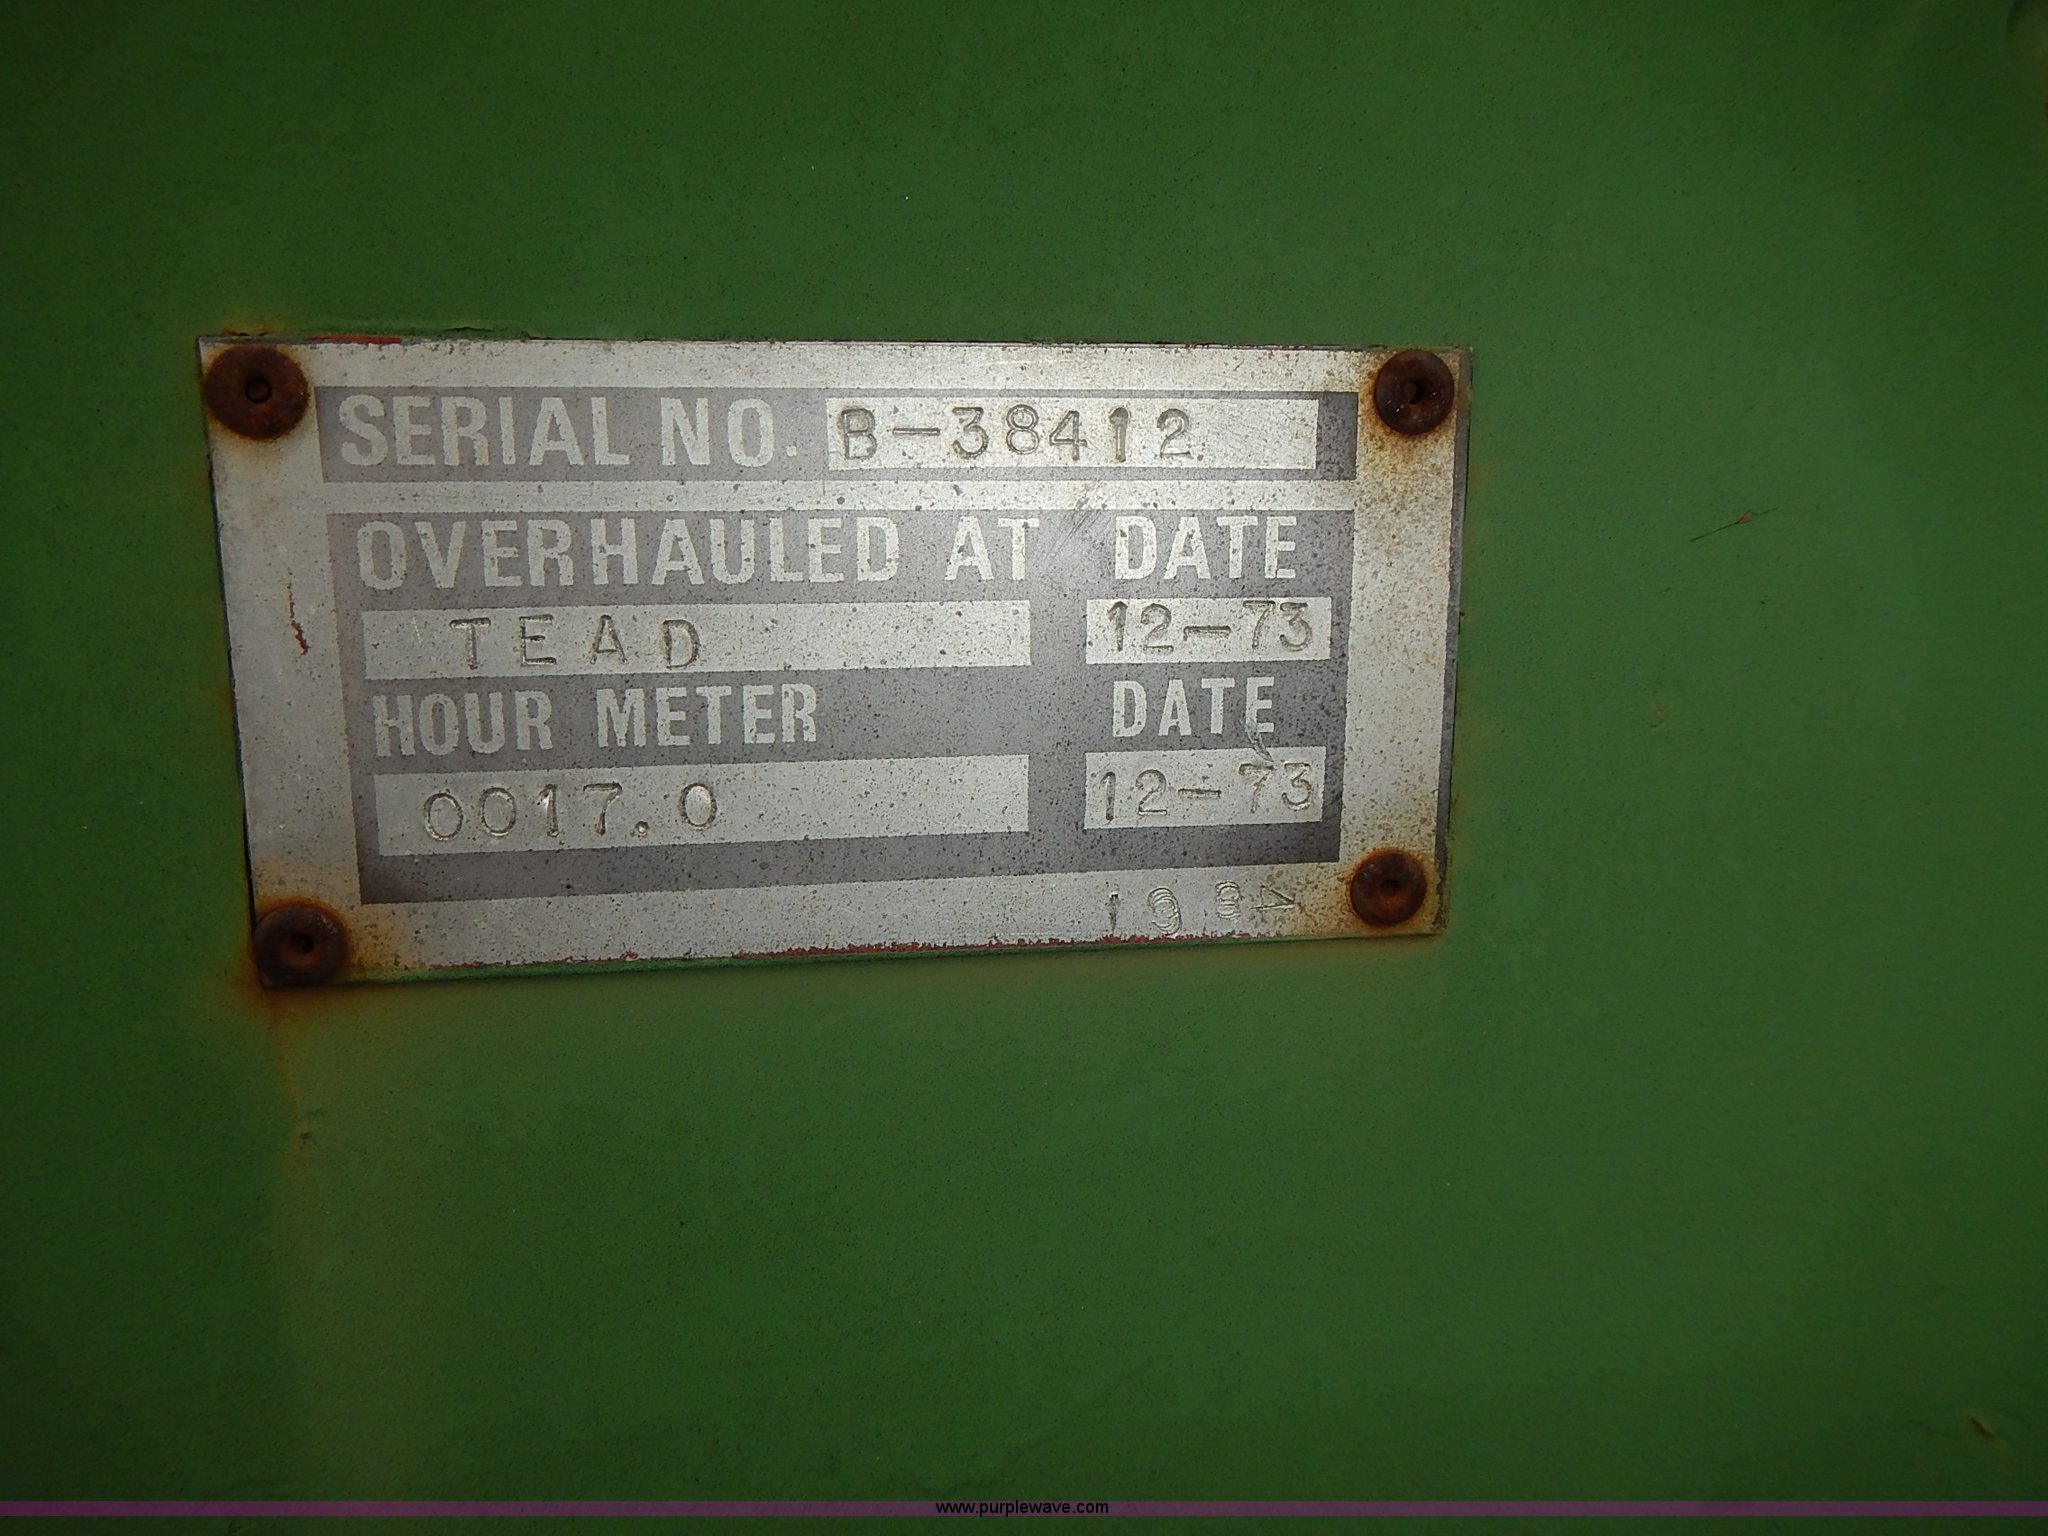 SERIAL NO. B-38412
OVERHAULED AT DATE
TEAD 12-73
HOUR METER DATE
0017.0 12-73
www.purplewave.com